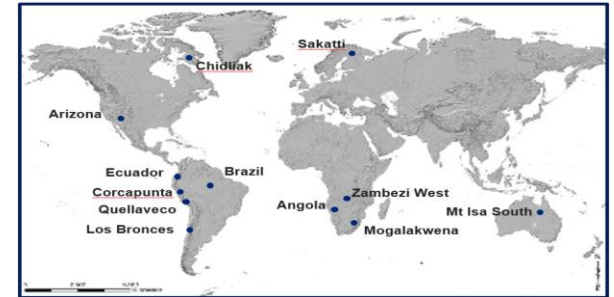 Sakatti
Chidliak
Arizona
Ecuador
Brazil
Corcapunta
Zambezi West
Quellaveco
Angola
Mt Isa South
Los Bronces
Mogalakwena